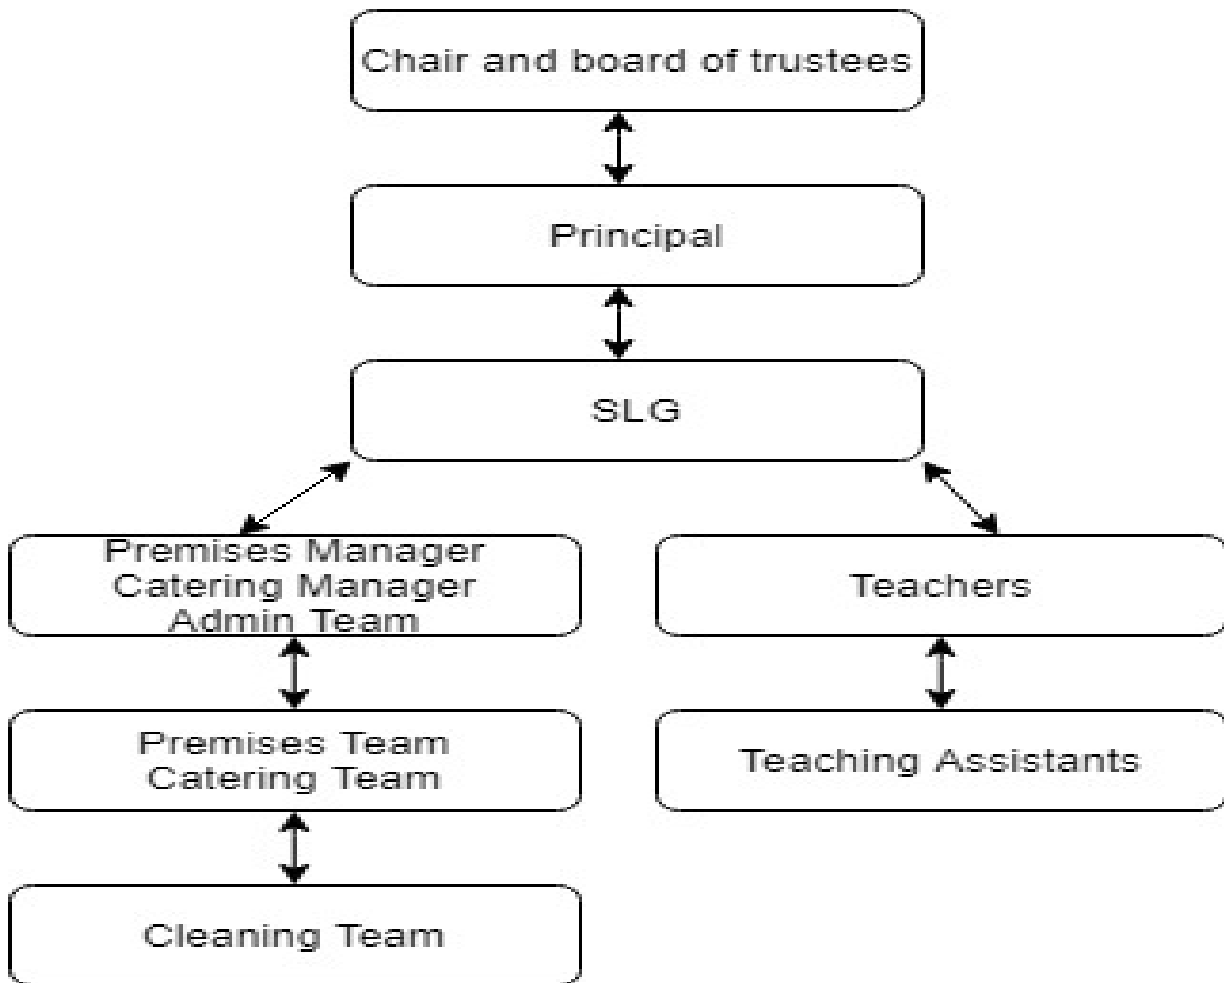 Chair and board of trustees
Principal
SLG
Premises Manager
Catering Manager
Admin Team
Teachers
Premises Team
Catering Team
Teaching Assistants
Cleaning Team